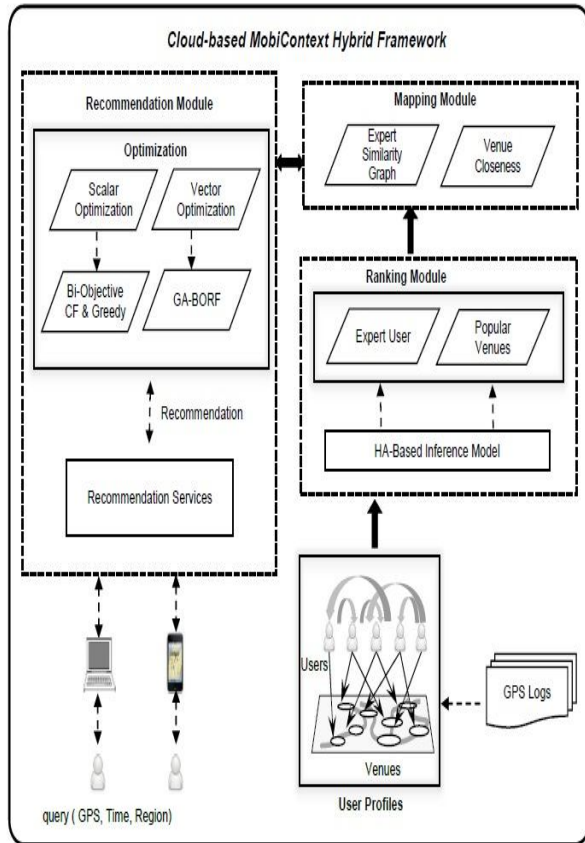 Cloud-based MobiContext Hybrid Framework
Recommendation Module
Optimization
Scalar
Optimization
Vector
Optimization
Bi-Objective
CF & Greedy
GA-BORF
Recommendation
Recommendation Services
query ( GPS, Time, Region)
Mapping Module
Expert
Similarity
Graph
Venue
Closeness
Ranking Module
Expert User
Popular
Venues
HA-Based Inference Model
Users
Venues
User Profiles
GPS Logs